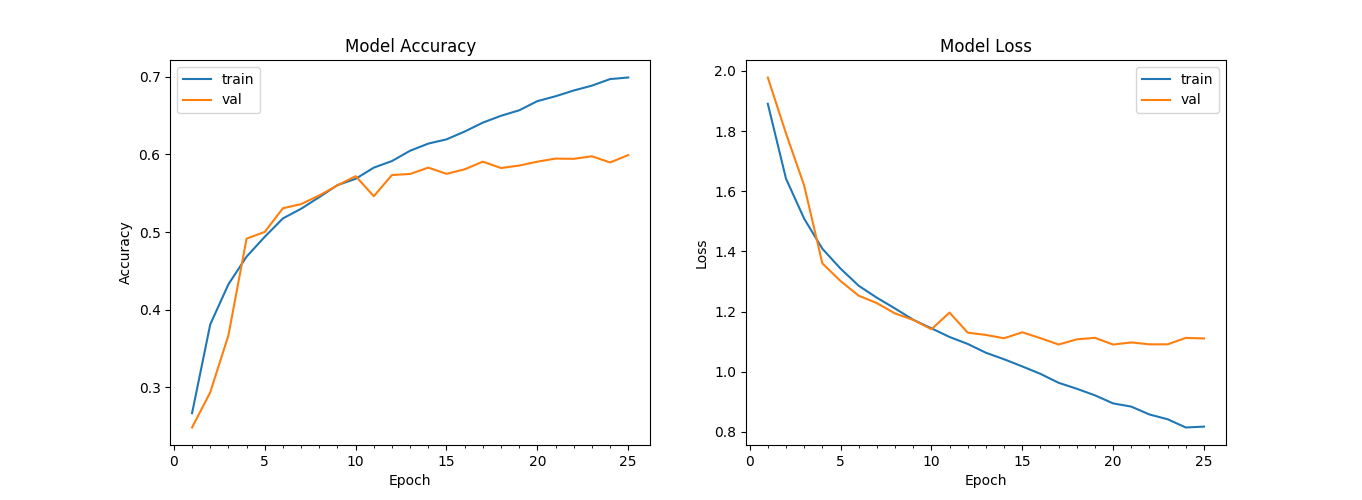 Model Accuracy
train
val
0.7
0.6
0.5
0.4
0.3
Accuracy
0 5 10 15 20 25
Epoch
Model Loss
train
val
2.0
1.8
1.6
1.4
1.2
1.0
0.8
Loss
0 5 10 15 20 25
Epoch